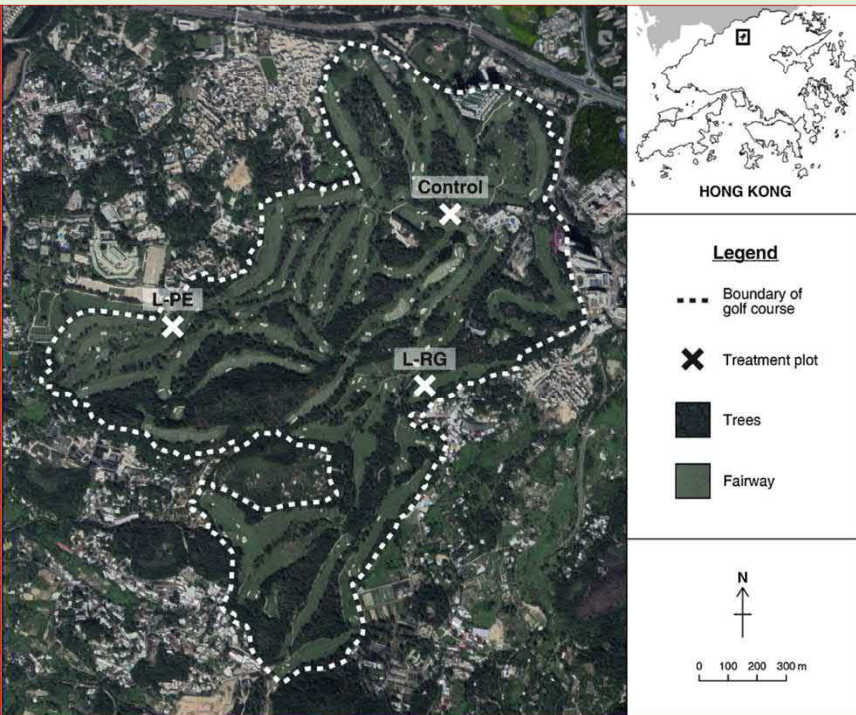 Control
L-PE
L-RG
HONG KONG
Legend
Boundary of
golf course
Treatment plot
Trees
Fairway
N
0 100 200 300 m